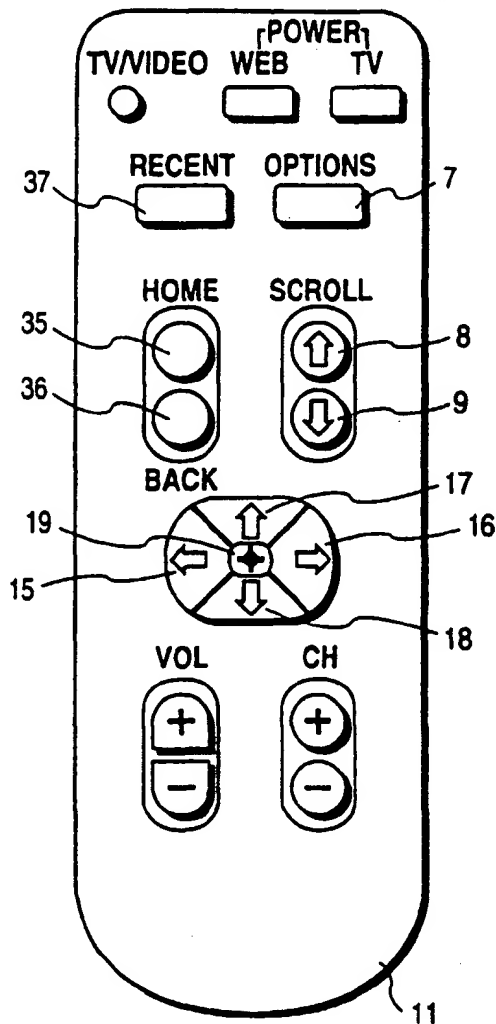 POWER
TV/VIDEO WEB TV
RECENT OPTIONS
37 7
HOME SCROLL
35 8
36 9
BACK
17
19 16
15
18
VOL CH
+ +
− −
11